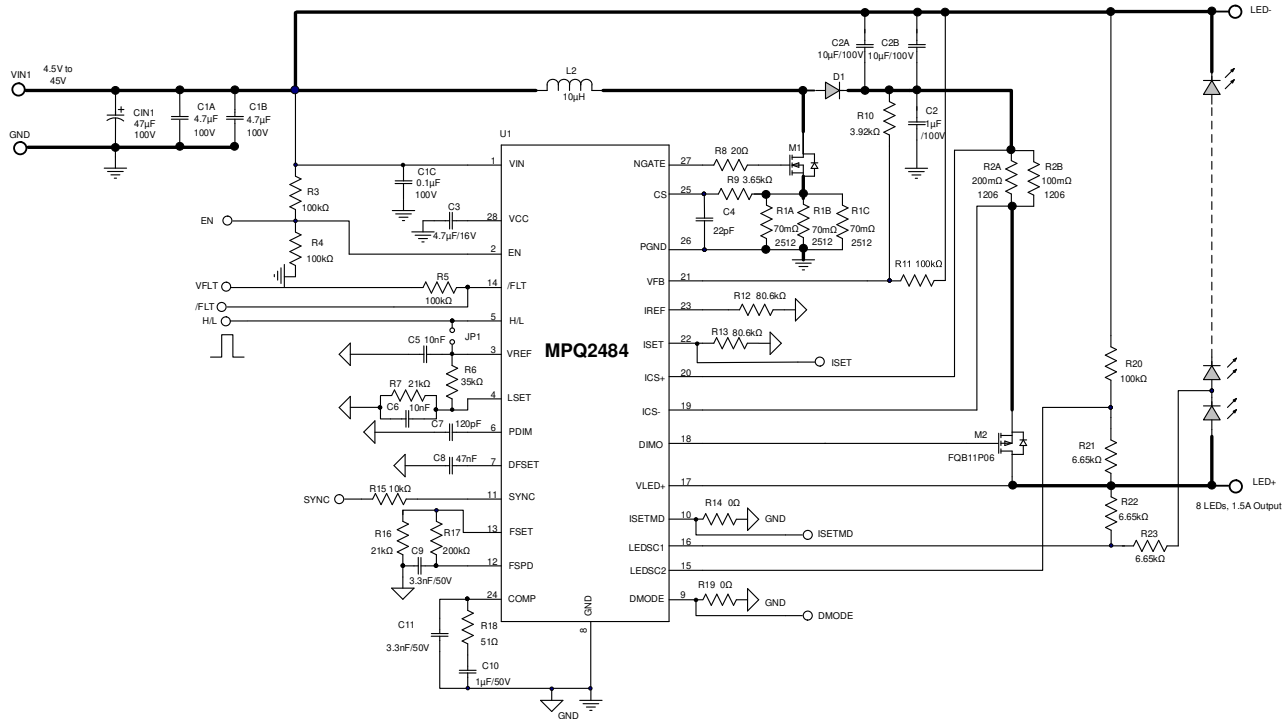 LED-
C2A
10µF/100V
C2B
10µF/100V
VIN1
4.5V to
45V
L2
10µH
D1
CIN1
47µF
100V
C1A
4.7µF
100V
C1B
4.7µF
100V
R10
3.92kΩ
C2
1µF
/100V
GND
U1
1
VIN
NGATE
27
R8 20Ω
M1
R2A
200mΩ
1206
R2B
100mΩ
1206
C1C
0.1µF
100V
R3
100kΩ
CS
25
R9 3.65kΩ
C3
4.7µF/16V
28
VCC
C4
22pF
R1A
70mΩ
2512
R1B
70mΩ
2512
R1C
70mΩ
2512
EN
R4
100kΩ
2
EN
PGND
26
R11 100kΩ
VFLT
R5
100kΩ
14
/FLT
VFB
21
/FLT
H/L
5
H/L
IREF
23
R12 80.6kΩ
JP1
C5 10nF
3
VREF
MPQ2484
ISET
22
R13 80.6kΩ
ISET
R6
35kΩ
ICS+
20
R20
100kΩ
R7 21kΩ
C6
10nF
4
LSET
ICS-
19
C7
120pF
6
PDIM
DIMO
18
M2
FQB11P06
R21
6.65kΩ
C8 47nF
7
DFSET
R15 10kΩ
SYNC
11
SYNC
VLED+
17
LED+
8 LEDs, 1.5A Output
R14 0Ω
GND
R22
6.65kΩ
ISETMD
10
ISETMD
R16
21kΩ
R17
200kΩ
13
FSET
LEDSC1
16
R23
6.65kΩ
C9
3.3nF/50V
12
FSPD
LEDSC2
15
R19 0Ω
GND
24
COMP
DMODE
9
DMODE
GND
8
C11
3.3nF/50V
R18
51Ω
C10
1µF/50V
GND